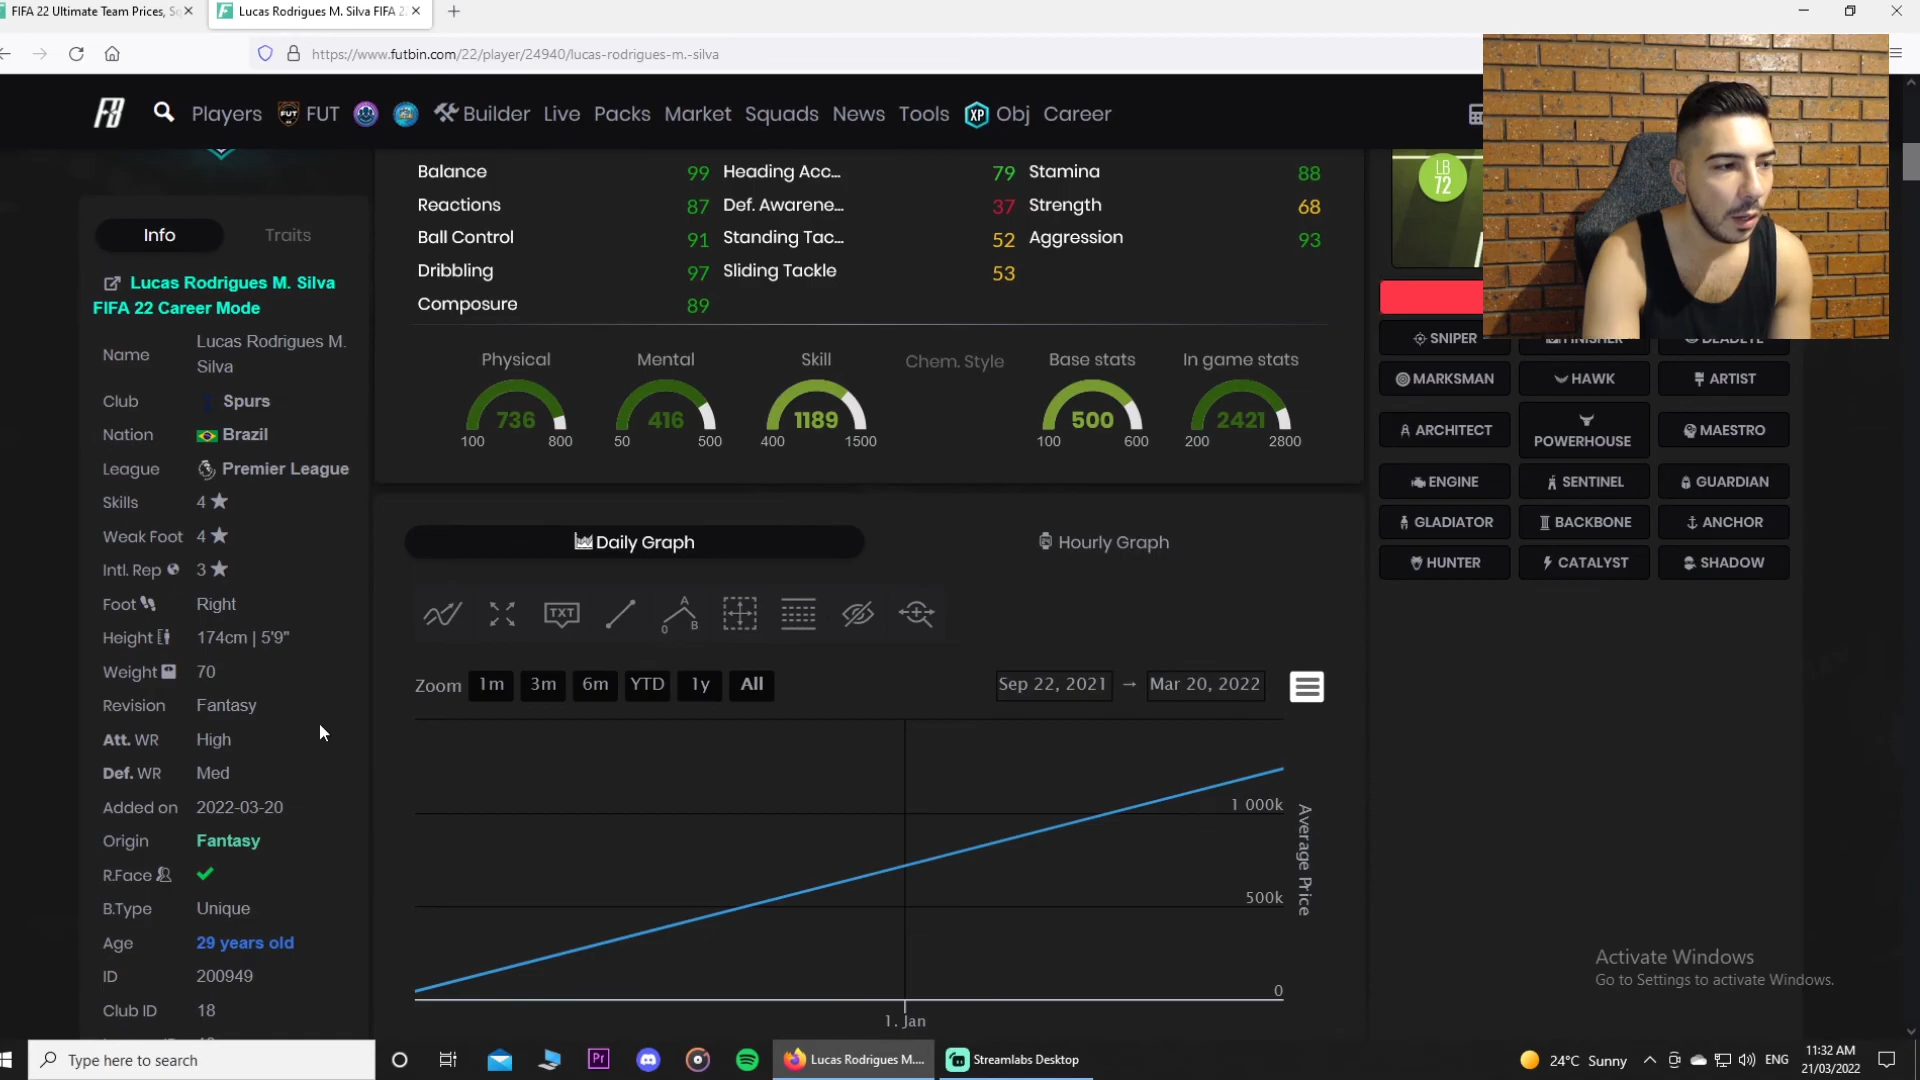 FIFA 22 Ultimate Team Prices, Sq
Lucas Rodrigues M. Silva FIFA 2
https://www.futbin.com/22/player/24940/lucas-rodrigues-m.-silva
Players FUT Builder Live Packs Market Squads News Tools XP Obj Career
Info Traits
Lucas Rodrigues M. Silva
FIFA 22 Career Mode
Name Lucas Rodrigues M.
Silva
Club Spurs
Nation Brazil
League Premier League
Skills 4
Weak Foot 4
Intl. Rep 3
Foot Right
Height 174cm | 5'9"
Weight 70
Revision Fantasy
Att. WR High
Def. WR Med
Added on 2022-03-20
Origin Fantasy
R.Face
B.Type Unique
Age 29 years old
ID 200949
Club ID 18
Balance 99 Heading Acc... 79 Stamina 88
Reactions 87 Def. Awarene... 37 Strength 68
Ball Control 91 Standing Tac... 52 Aggression 93
Dribbling 97 Sliding Tackle 53
Composure 89
Physical Mental Skill Chem. Style Base stats In game stats
736 416 1189 500 2421
100 800 50 500 400 1500 100 600 200 2800
Daily Graph Hourly Graph
TXT A
0 B
Zoom 1m 3m 6m YTD 1y All Sep 22, 2021 → Mar 20, 2022
1 000k
500k
0
Average Price
1. Jan
LB
72
SNIPER
MARKSMAN HAWK ARTIST
ARCHITECT POWERHOUSE MAESTRO
ENGINE SENTINEL GUARDIAN
GLADIATOR BACKBONE ANCHOR
HUNTER CATALYST SHADOW
Activate Windows
Go to Settings to activate Windows.
Type here to search
Pr
Lucas Rodrigues M....
Streamlabs Desktop
24°C Sunny
ENG
11:32 AM
21/03/2022